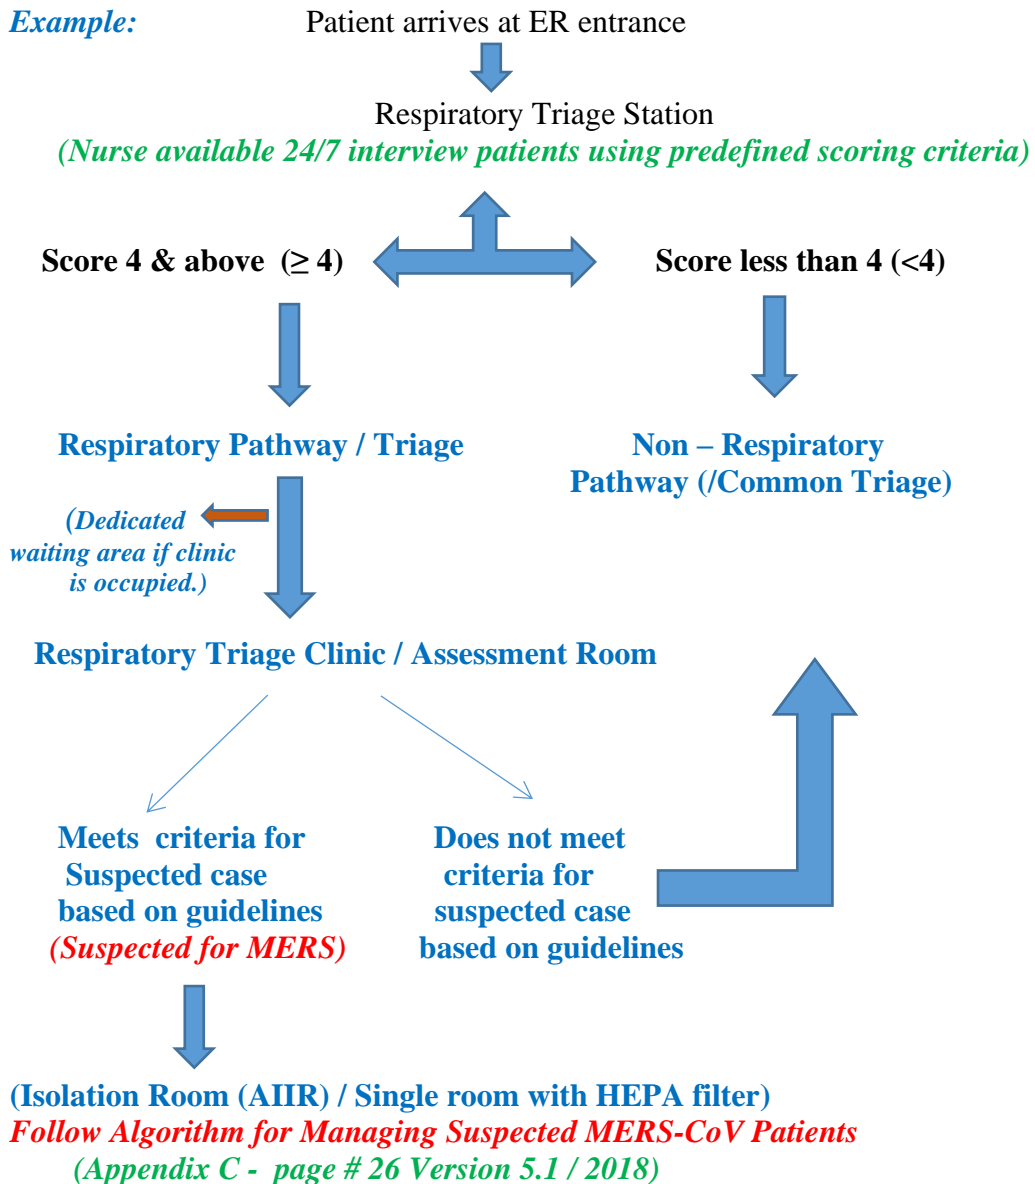 Example:
Patient arrives at ER entrance
Respiratory Triage Station
(Nurse available 24/7 interview patients using predefined scoring criteria)
Score 4 & above (≥ 4)
Score less than 4 (<4)
Respiratory Pathway / Triage
Non – Respiratory
Pathway (/Common Triage)
(Dedicated
waiting area if clinic
is occupied.)
Respiratory Triage Clinic / Assessment Room
Meets criteria for
Suspected case
based on guidelines
(Suspected for MERS)
Does not meet
criteria for
suspected case
based on guidelines
(Isolation Room (AIIR) / Single room with HEPA filter)
Follow Algorithm for Managing Suspected MERS-CoV Patients
(Appendix C - page # 26 Version 5.1 / 2018)